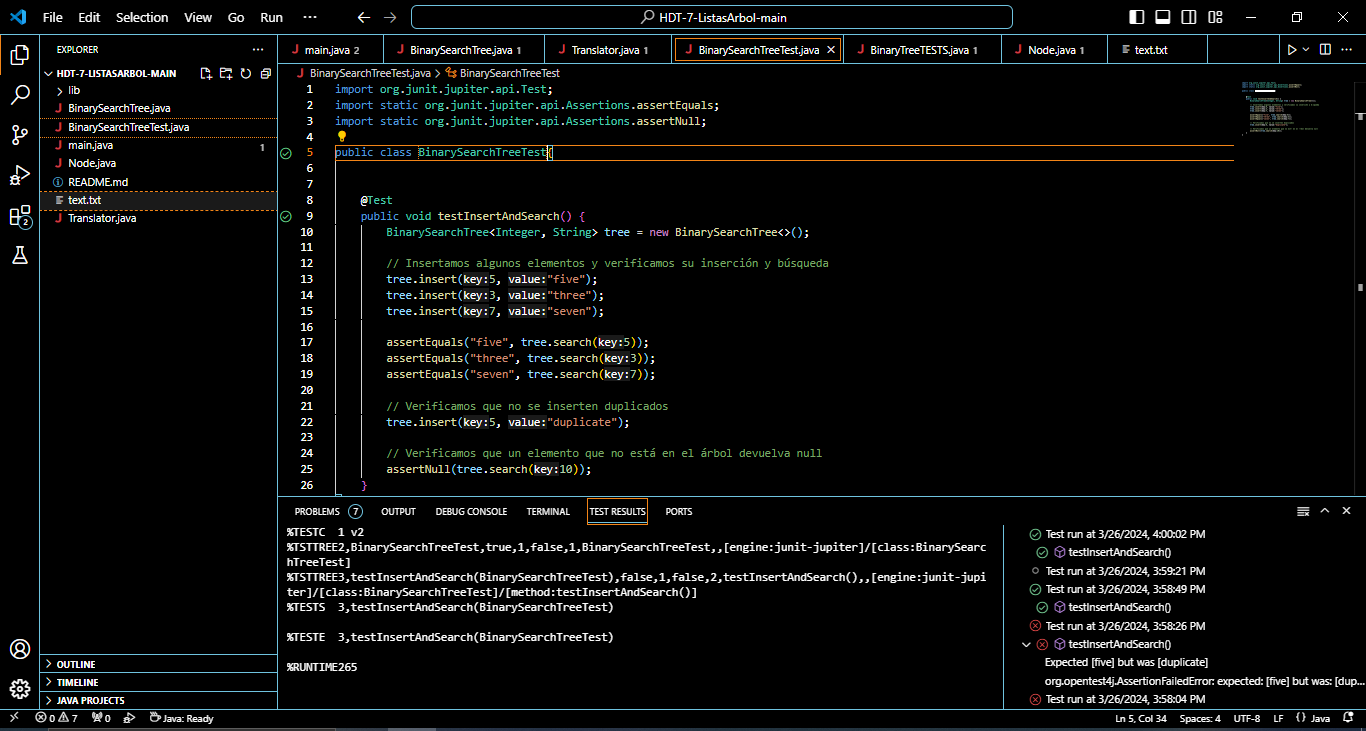 File Edit Selection View Go Run ··· HDT-7-ListasArbol-main
EXPLORER ···
HDT-7-LISTASARBOL-MAIN
lib
BinarySearchTree.java
BinarySearchTreeTest.java
main.java 1
Node.java
README.md
text.txt
Translator.java
OUTLINE
TIMELINE
JAVA PROJECTS
2
main.java 2 BinarySearchTree.java 1 Translator.java 1 BinarySearchTreeTest.java BinaryTreeTESTS.java 1 Node.java 1 text.txt
BinarySearchTreeTest.java > BinarySearchTreeTest
1 import org.junit.jupiter.api.Test;
2 import static org.junit.jupiter.api.Assertions.assertEquals;
3 import static org.junit.jupiter.api.Assertions.assertNull;
4
5 public class BinarySearchTreeTest{
6
7
8 @Test
9 public void testInsertAndSearch() {
10 BinarySearchTree<Integer, String> tree = new BinarySearchTree<>();
11
12 // Insertamos algunos elementos y verificamos su inserción y búsqueda
13 tree.insert(key:5, value:"five");
14 tree.insert(key:3, value:"three");
15 tree.insert(key:7, value:"seven");
16
17 assertEquals("five", tree.search(key:5));
18 assertEquals("three", tree.search(key:3));
19 assertEquals("seven", tree.search(key:7));
20
21 // Verificamos que no se inserten duplicados
22 tree.insert(key:5, value:"duplicate");
23
24 // Verificamos que un elemento que no está en el árbol devuelva null
25 assertNull(tree.search(key:10));
26 }
PROBLEMS 7 OUTPUT DEBUG CONSOLE TERMINAL TEST RESULTS PORTS
%TESTC 1 v2
%TSTTREE2,BinarySearchTreeTest,true,1,false,1,BinarySearchTreeTest,,[engine:junit-jupiter]/[class:BinarySearc
hTreeTest]
%TSTTREE3,testInsertAndSearch(BinarySearchTreeTest),false,1,false,2,testInsertAndSearch(),,[engine:junit-jupi
ter]/[class:BinarySearchTreeTest]/[method:testInsertAndSearch()]
%TESTS 3,testInsertAndSearch(BinarySearchTreeTest)
%TESTE 3,testInsertAndSearch(BinarySearchTreeTest)
%RUNTIME265
Test run at 3/26/2024, 4:00:02 PM
testInsertAndSearch()
Test run at 3/26/2024, 3:59:21 PM
Test run at 3/26/2024, 3:58:49 PM
testInsertAndSearch()
Test run at 3/26/2024, 3:58:26 PM
testInsertAndSearch()
Expected [five] but was [duplicate]
org.opentest4j.AssertionFailedError: expected: [five] but was: [dup...
Test run at 3/26/2024, 3:58:04 PM
0 7 0 Java: Ready Ln 5, Col 34 Spaces: 4 UTF-8 LF {} Java